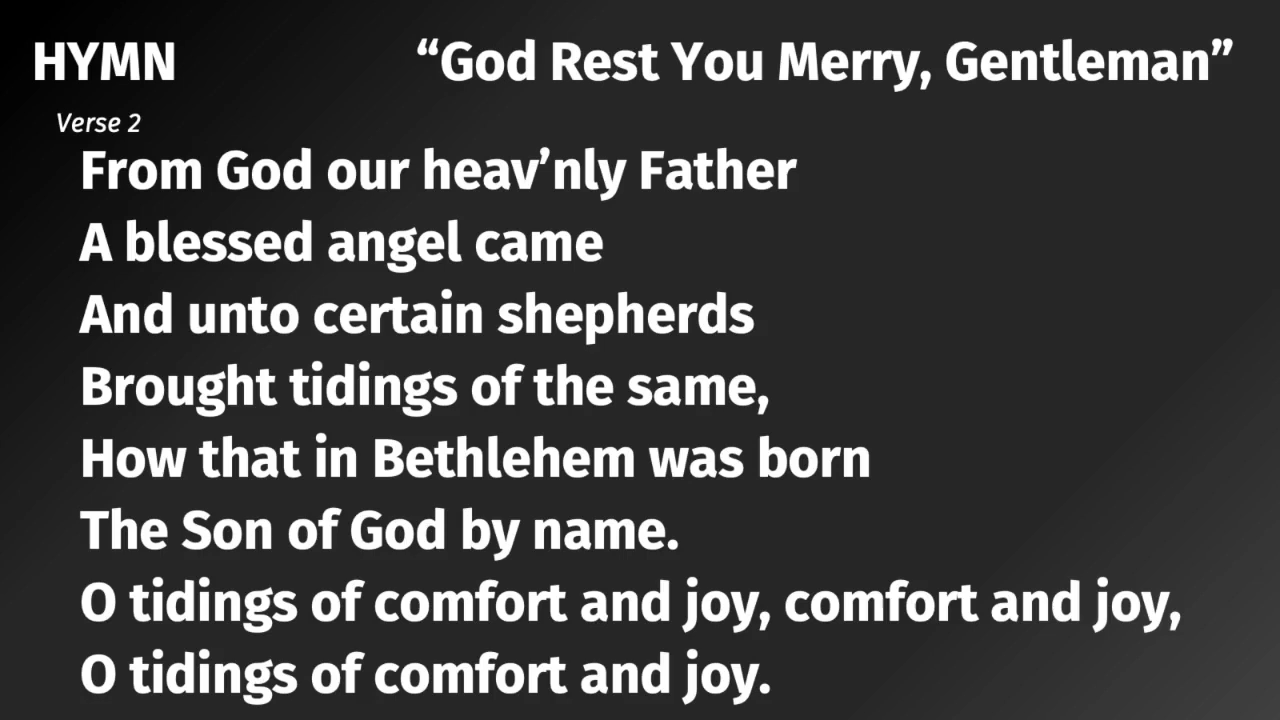 HYMN “God Rest You Merry, Gentleman”
Verse 2
From God our heav’nly Father
A blessed angel came
And unto certain shepherds
Brought tidings of the same,
How that in Bethlehem was born
The Son of God by name.
O tidings of comfort and joy, comfort and joy,
O tidings of comfort and joy.